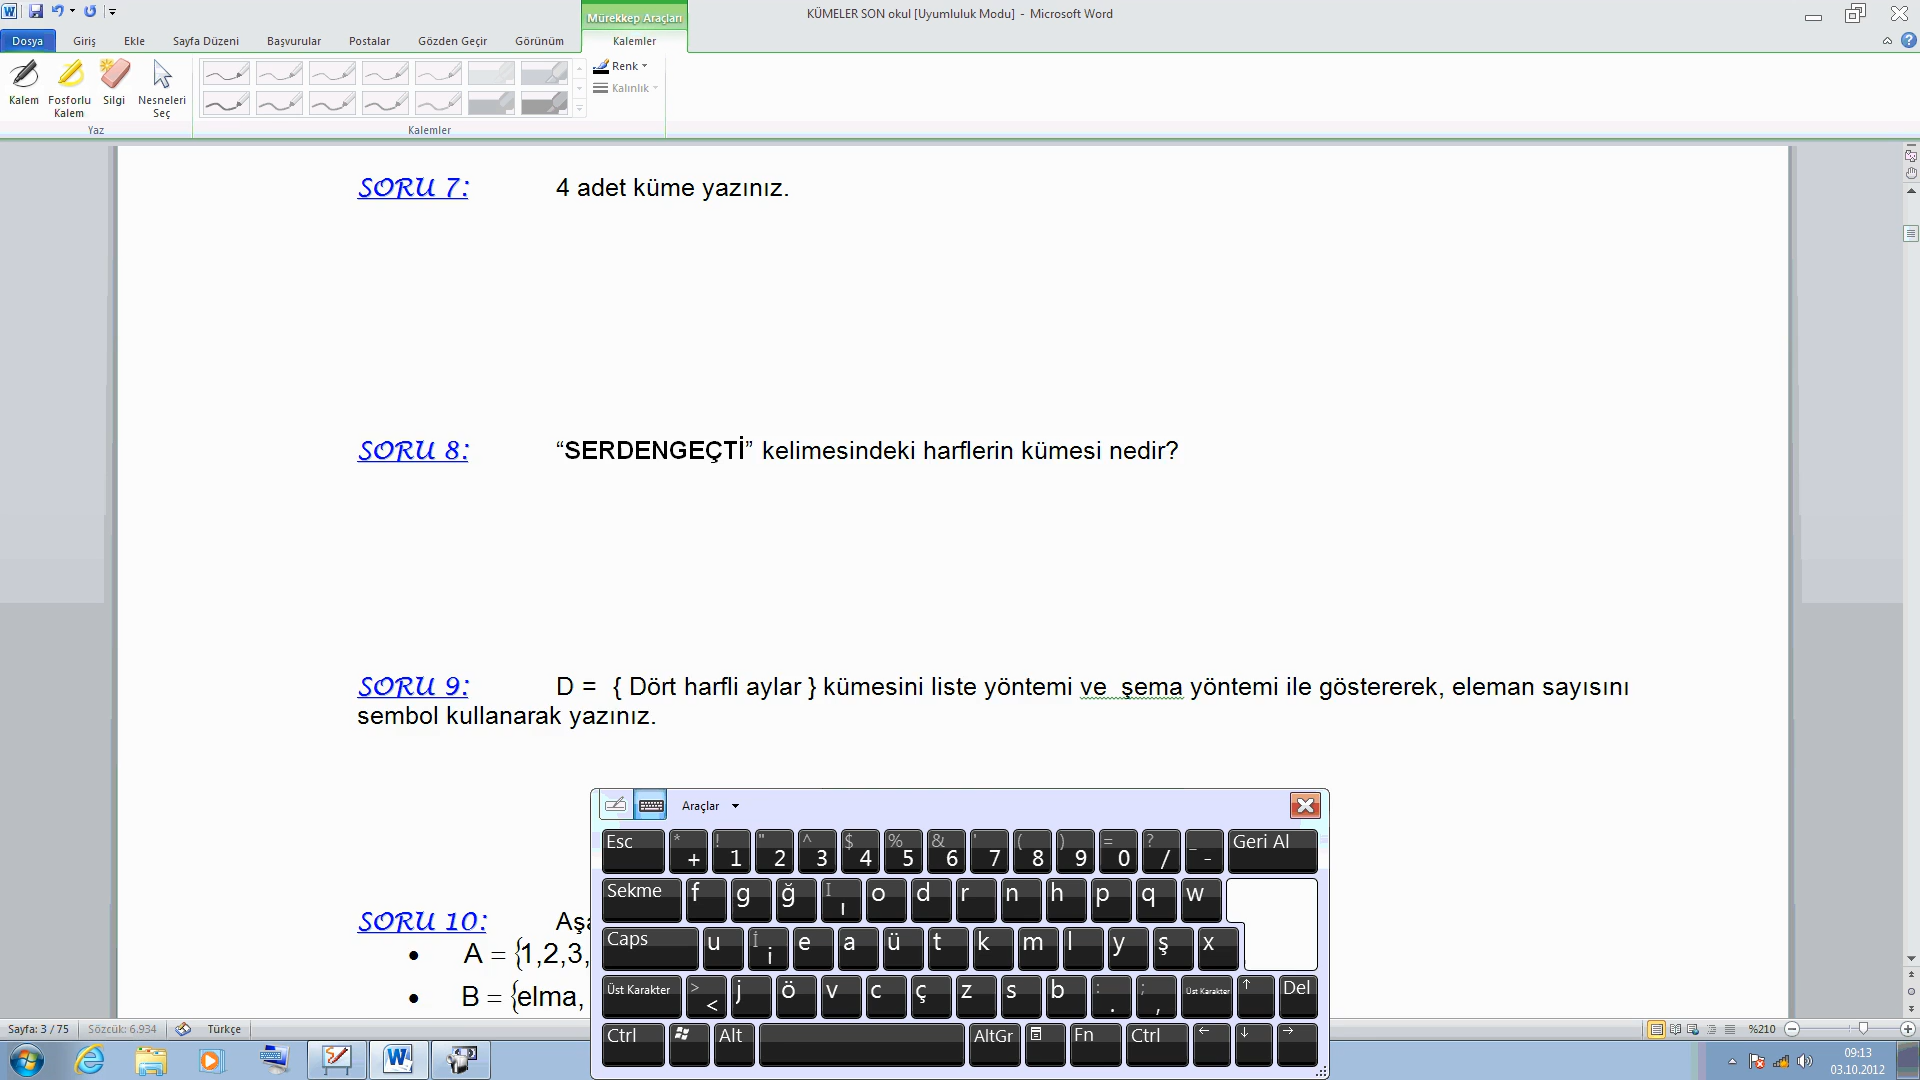 KÜMELER SON okul [Uyumluluk Modu] - Microsoft Word
Mürekkep Araçları
Dosya Giriş Ekle Sayfa Düzeni Başvurular Postalar Gözden Geçir Görünüm Kalemler
Kalem Fosforlu Kalem Silgi Nesneleri Seç
Renk
Kalınlık
Yaz Kalemler
SORU 7: 4 adet küme yazınız.
SORU 8: “SERDENGEÇTİ” kelimesindeki harflerin kümesi nedir?
SORU 9: D = { Dört harfli aylar } kümesini liste yöntemi ve şema yöntemi ile göstererek, eleman sayısını
sembol kullanarak yazınız.
Araçlar
Esc * + ! 1 " 2 ^ 3 $ 4 % 5 & 6 ' 7 ( 8 ) 9 = 0 ? / _ - Geri Al
Sekme f g ğ I ı o d r n h p q w
Caps u İ i e a ü t k m l y ş x
Üst Karakter > < j ö v c ç z s b : . ; , Üst Karakter ↑ Del
Ctrl Alt AltGr Fn Ctrl ← ↓ →
SORU 10:
• A = {1,2,3,
• B = {elma,
Sayfa: 3 / 75 Sözcük: 6.934 Türkçe %210
09:13
03.10.2012